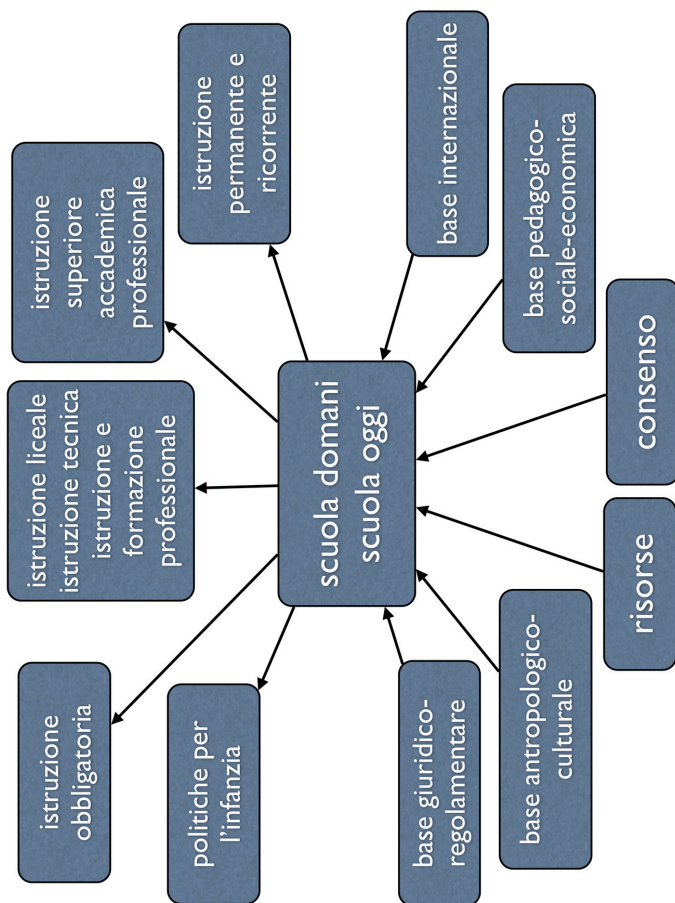 istruzione
obbligatoria
istruzione liceale
istruzione tecnica
istruzione e
formazione
professionale
istruzione
superiore
accademica
professionale
politiche per
l'infanzia
istruzione
permanente e
ricorrente
scuola domani
scuola oggi
base giuridico-
regolamentare
base internazionale
base antropologico-
culturale
base pedagogico-
sociale-economica
risorse
consenso